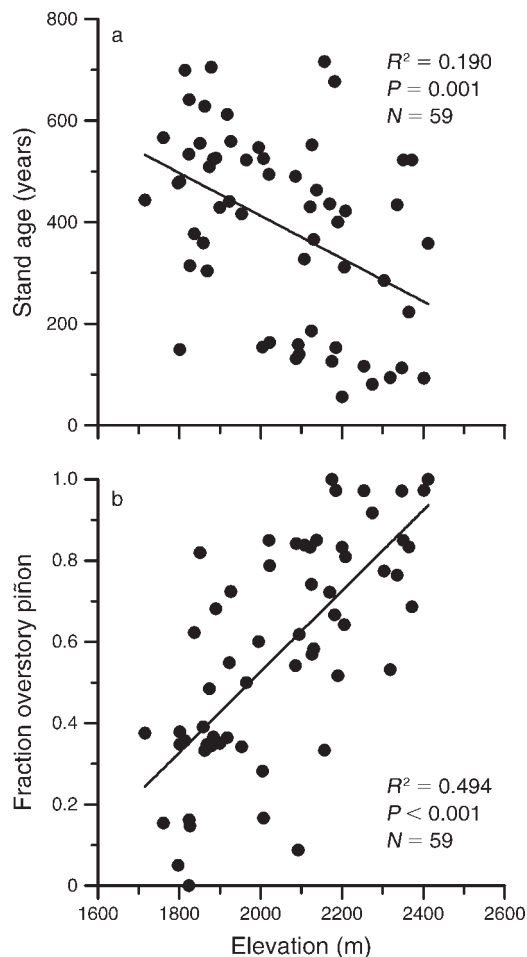 800
a
R² = 0.190
P = 0.001
N = 59
600
400
200
0
Stand age (years)
1.0
b
0.8
0.6
0.4
0.2
0
Fraction overstory piñon
R² = 0.494
P < 0.001
N = 59
1600 1800 2000 2200 2400 2600
Elevation (m)